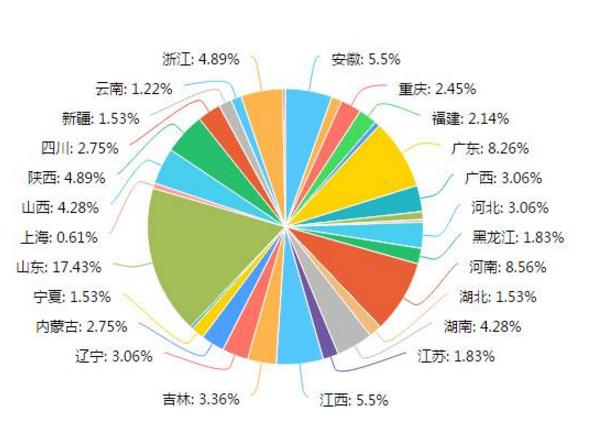 浙江: 4.89%
安徽: 5.5%
云南: 1.22%
重庆: 2.45%
新疆: 1.53%
福建: 2.14%
四川: 2.75%
广东: 8.26%
陕西: 4.89%
广西: 3.06%
山西: 4.28%
河北: 3.06%
上海: 0.61%
黑龙江: 1.83%
山东: 17.43%
河南: 8.56%
宁夏: 1.53%
湖北: 1.53%
内蒙古: 2.75%
湖南: 4.28%
辽宁: 3.06%
江苏: 1.83%
吉林: 3.36%
江西: 5.5%